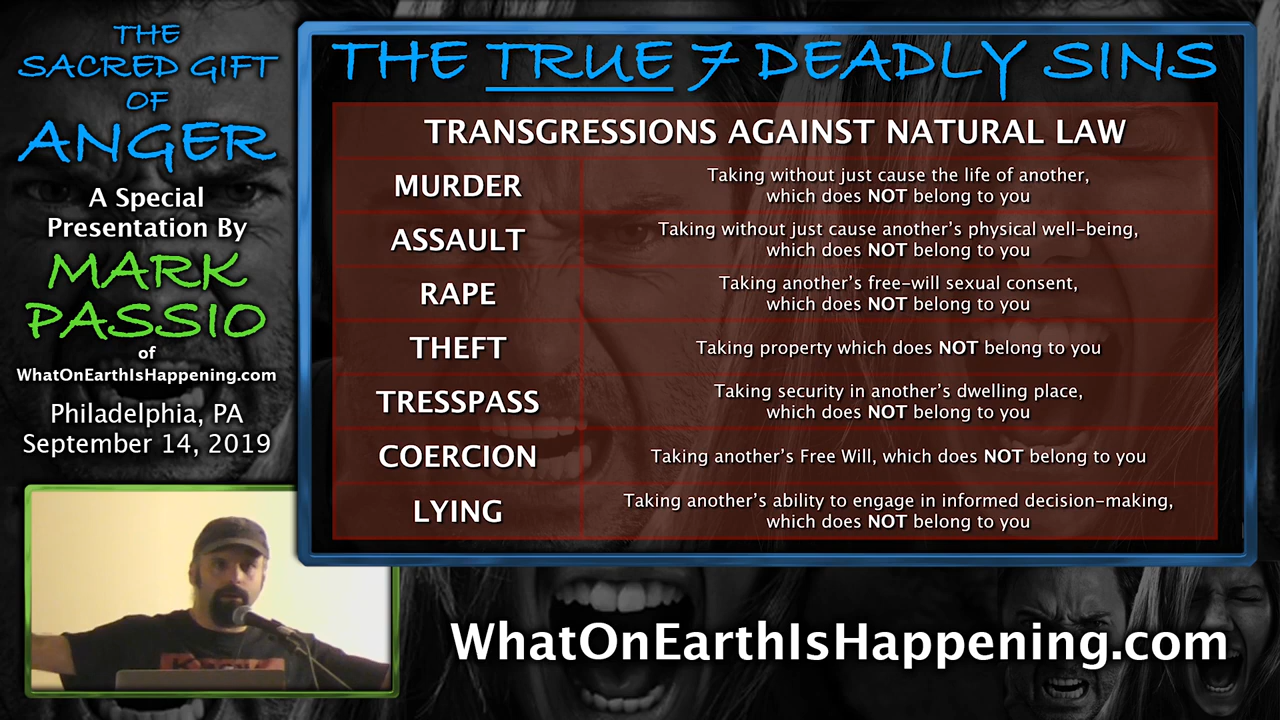 THE
SACRED GIFT
OF
ANGER
A Special
Presentation By
MARK
PASSIO
of
WhatOnEarthIsHappening.com
Philadelphia, PA
September 14, 2019
THE TRUE 7 DEADLY SINS
TRANSGRESSIONS AGAINST NATURAL LAW
MURDER
Taking without just cause the life of another,
which does NOT belong to you
ASSAULT
Taking without just cause another's physical well-being,
which does NOT belong to you
RAPE
Taking another's free-will sexual consent,
which does NOT belong to you
THEFT
Taking property which does NOT belong to you
TRESSPASS
Taking security in another's dwelling place,
which does NOT belong to you
COERCION
Taking another's Free Will, which does NOT belong to you
LYING
Taking another's ability to engage in informed decision-making,
which does NOT belong to you
WhatOnEarthIsHappening.com